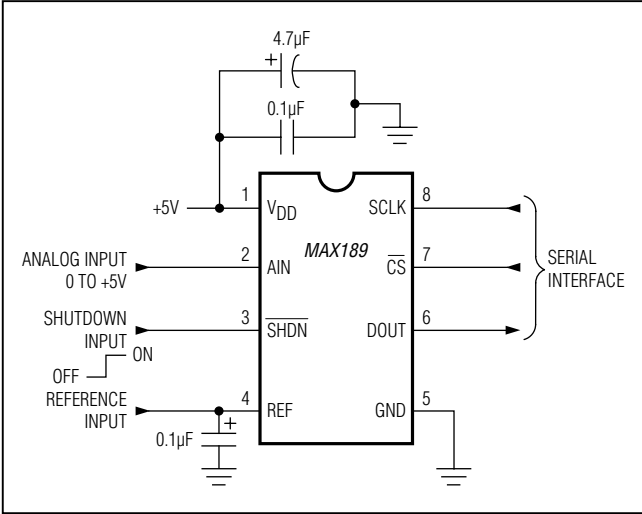 4.7µF
+
0.1µF
+5V
1
VDD
SCLK
8
MAX189
ANALOG INPUT
0 TO +5V
2
AIN
CS
7
SERIAL
INTERFACE
SHUTDOWN
INPUT
3
SHDN
DOUT
6
OFF
ON
REFERENCE
INPUT
4
REF
GND
5
+
0.1µF